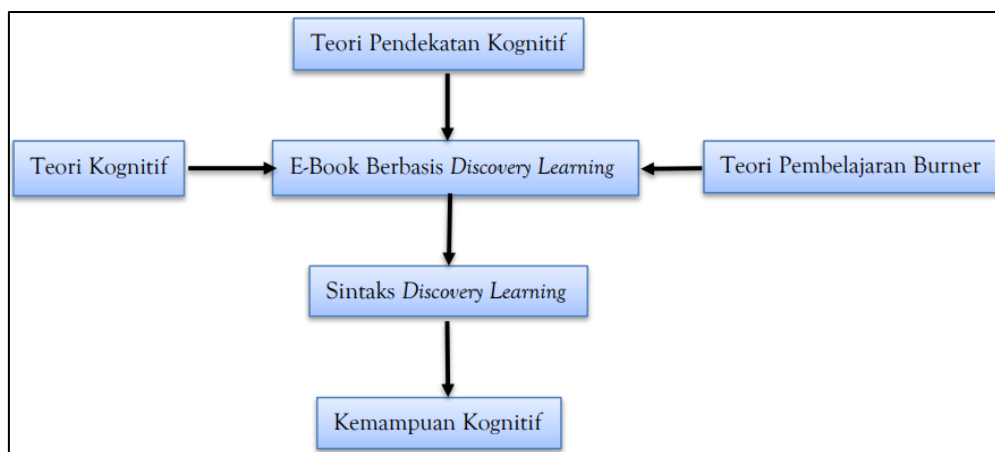 Teori Pendekatan Kognitif
Teori Kognitif
E-Book Berbasis Discovery Learning
Teori Pembelajaran Burner
Sintaks Discovery Learning
Kemampuan Kognitif